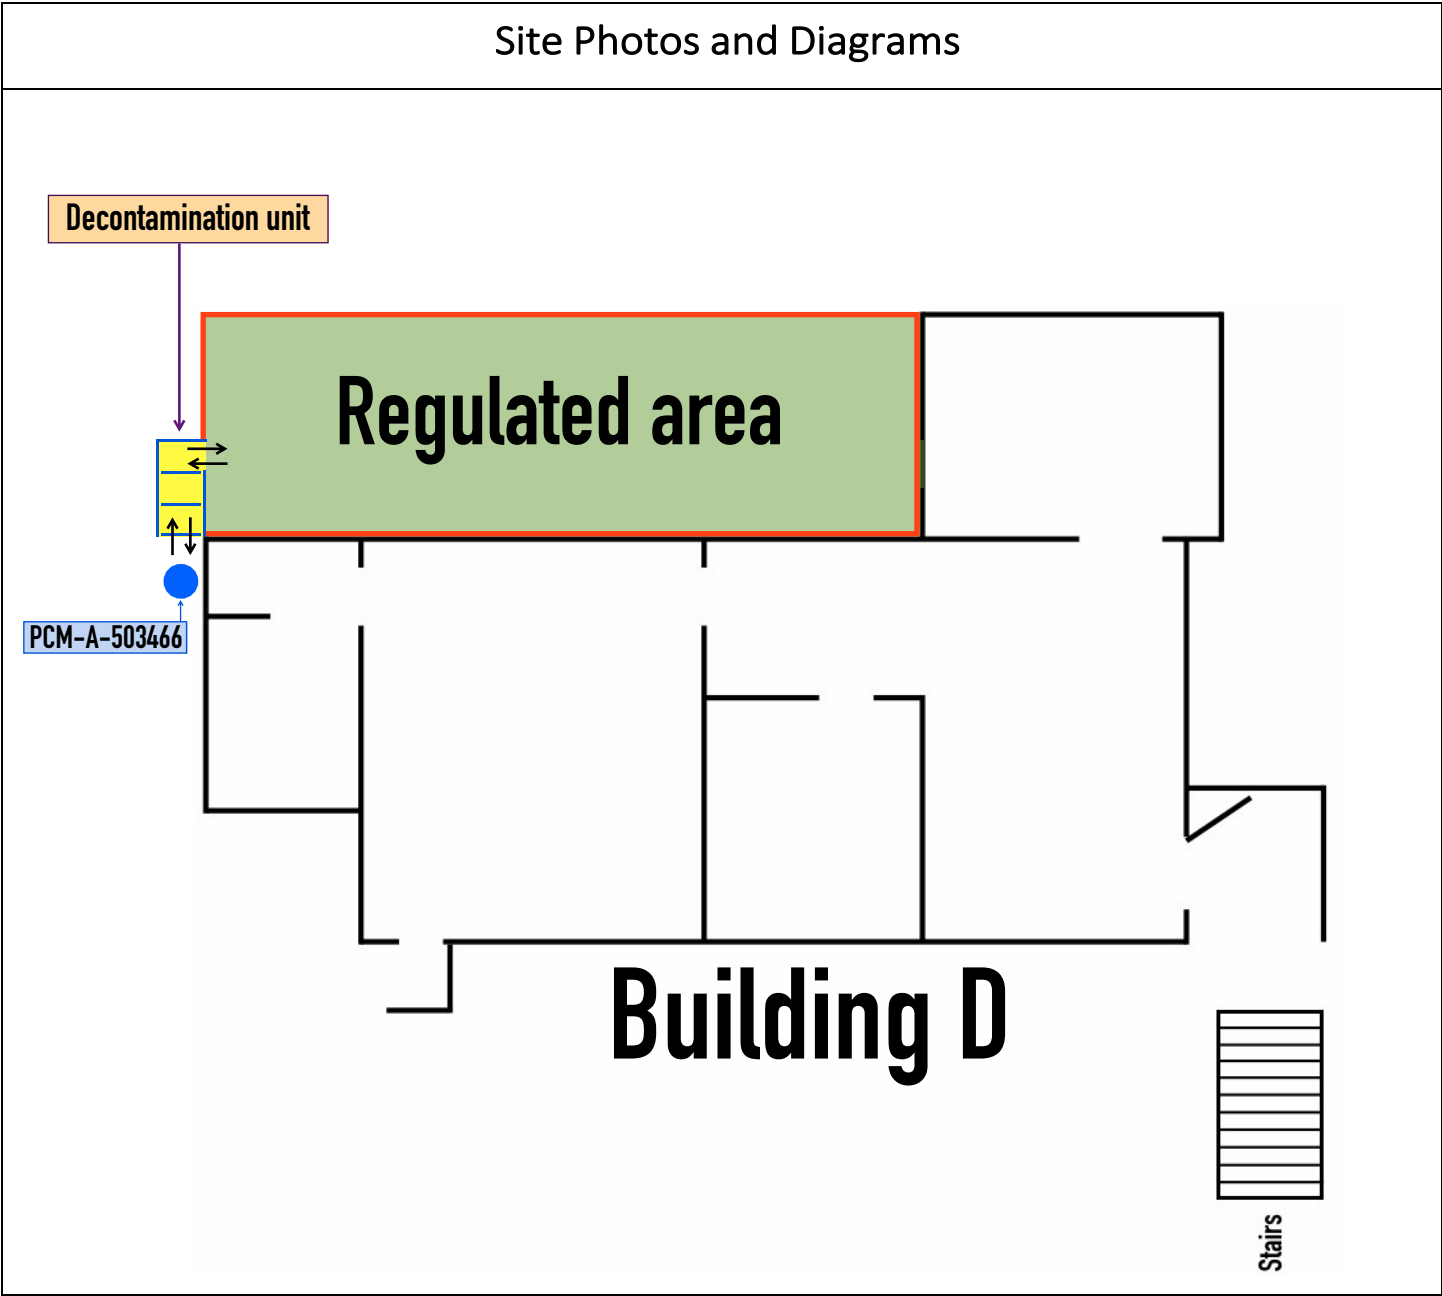 Site Photos and Diagrams
Decontamination unit
Regulated area
PCM-A-503466
Building D
Stairs